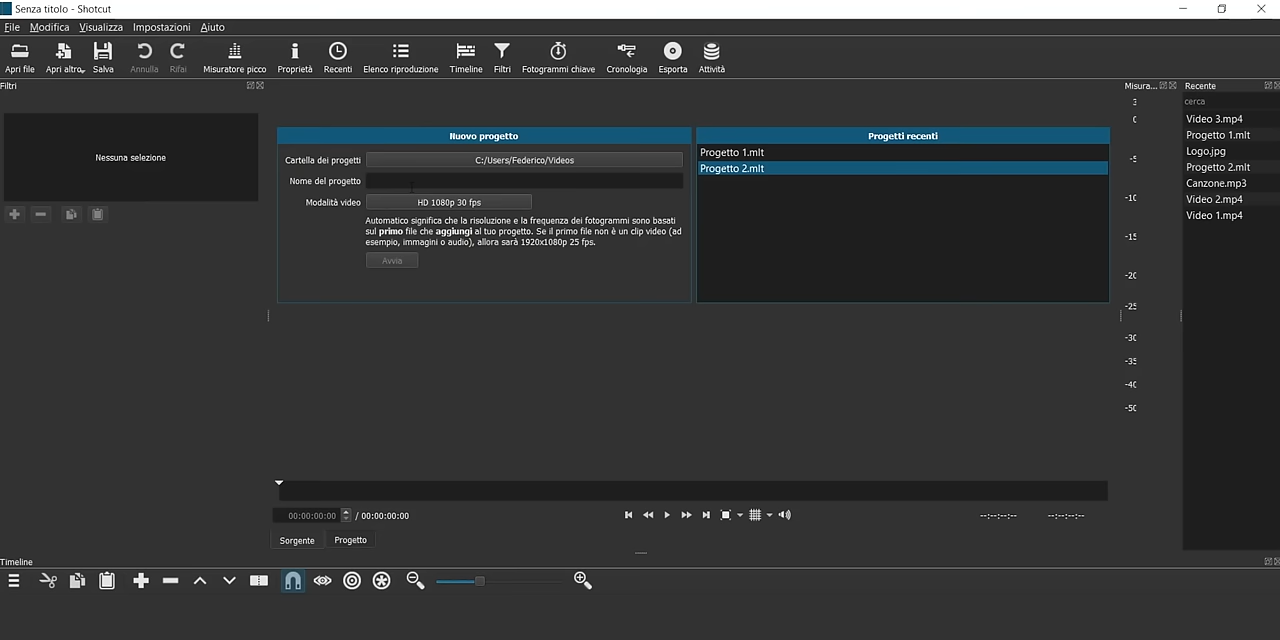 Senza titolo - Shotcut
File Modifica Visualizza Impostazioni Aiuto
Apri file Apri altro Salva Annulla Rifai Misuratore picco Proprietà Recenti Elenco riproduzione Timeline Filtri Fotogrammi chiave Cronologia Esporta Attività
Filtri
Nessuna selezione
Nuovo progetto
Cartella dei progetti C:/Users/Federico/Videos
Nome del progetto
Modalità video HD 1080p 30 fps
Automatico significa che la risoluzione e la frequenza dei fotogrammi sono basati
sul primo file che aggiungi al tuo progetto. Se il primo file non è un clip video (ad
esempio, immagini o audio), allora sarà 1920x1080p 25 fps.
Avvia
Progetti recenti
Progetto 1.mlt
Progetto 2.mlt
Misura...
3
0
-5
-10
-15
-20
-25
-30
-35
-40
-50
Recente
cerca
Video 3.mp4
Progetto 1.mlt
Logo.jpg
Progetto 2.mlt
Canzone.mp3
Video 2.mp4
Video 1.mp4
00:00:00:00 / 00:00:00:00
--:--:--:-- --:--:--:--
Sorgente Progetto
Timeline